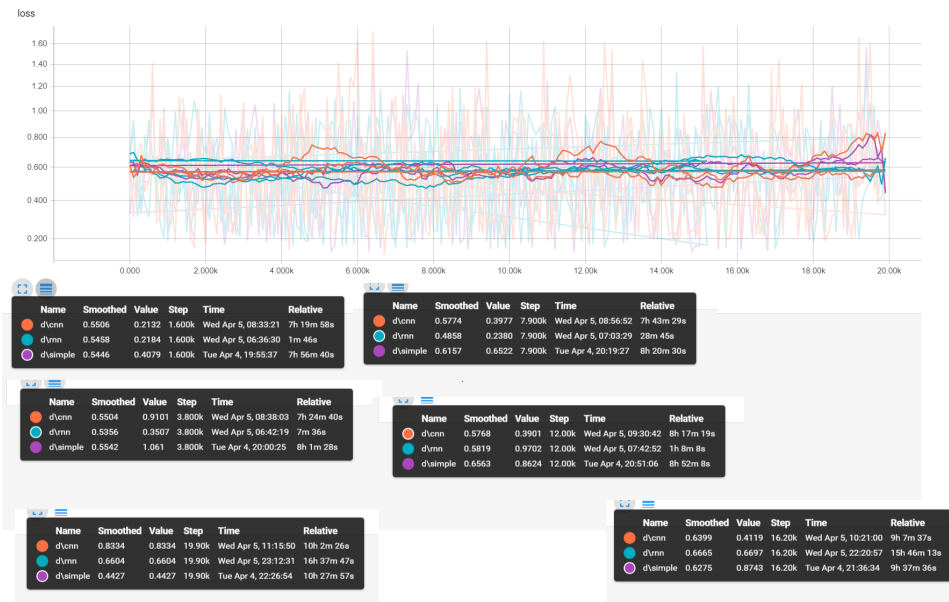 loss
1.60
1.40
1.20
1.00
0.800
0.600
0.400
0.200
0.000 2.000k 4.000k 6.000k 8.000k 10.00k 12.00k 14.00k 16.00k 18.00k 20.00k
Name Smoothed Value Step Time Relative
d\cnn 0.5506 0.2132 1.600k Wed Apr 5, 08:33:21 7h 19m 58s
d\rnn 0.5458 0.2184 1.600k Wed Apr 5, 06:36:30 1m 46s
d\simple 0.5446 0.4079 1.600k Tue Apr 4, 19:55:37 7h 56m 40s
Name Smoothed Value Step Time Relative
d\cnn 0.5774 0.3977 7.900k Wed Apr 5, 08:56:52 7h 43m 29s
d\rnn 0.4858 0.2380 7.900k Wed Apr 5, 07:03:29 28m 45s
d\simple 0.6157 0.6522 7.900k Tue Apr 4, 20:19:27 8h 20m 30s
Name Smoothed Value Step Time Relative
d\cnn 0.5504 0.9101 3.800k Wed Apr 5, 08:38:03 7h 24m 40s
d\rnn 0.5356 0.3507 3.800k Wed Apr 5, 06:42:19 7m 36s
d\simple 0.5542 1.061 3.800k Tue Apr 4, 20:00:25 8h 1m 28s
Name Smoothed Value Step Time Relative
d\cnn 0.5768 0.3901 12.00k Wed Apr 5, 09:30:42 8h 17m 19s
d\rnn 0.5819 0.9702 12.00k Wed Apr 5, 07:42:52 1h 8m 8s
d\simple 0.6563 0.8624 12.00k Tue Apr 4, 20:51:06 8h 52m 8s
Name Smoothed Value Step Time Relative
d\cnn 0.8334 0.8334 19.90k Wed Apr 5, 11:15:50 10h 2m 26s
d\rnn 0.6604 0.6604 19.90k Wed Apr 5, 23:12:31 16h 37m 47s
d\simple 0.4427 0.4427 19.90k Tue Apr 4, 22:26:54 10h 27m 57s
Name Smoothed Value Step Time Relative
d\cnn 0.6399 0.4119 16.20k Wed Apr 5, 10:21:00 9h 7m 37s
d\rnn 0.6665 0.6697 16.20k Wed Apr 5, 22:20:57 15h 46m 13s
d\simple 0.6275 0.8743 16.20k Tue Apr 4, 21:36:34 9h 37m 36s